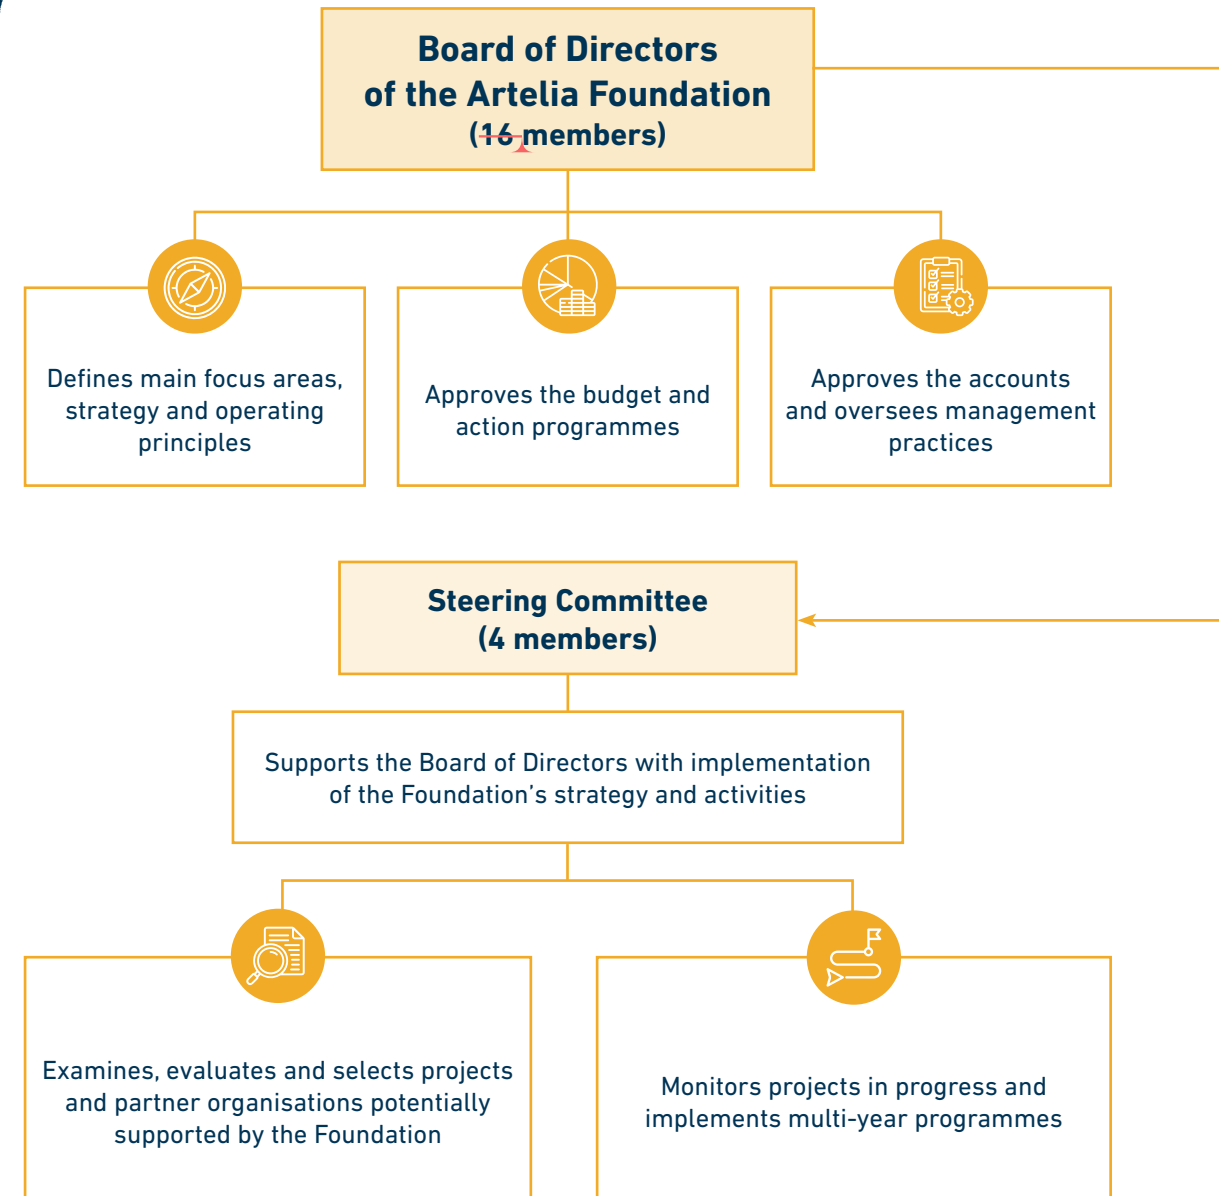 Board of Directors
of the Artelia Foundation
(16 members)
Defines main focus areas,
strategy and operating
principles
Approves the budget and
action programmes
Approves the accounts
and oversees management
practices
Steering Committee
(4 members)
Supports the Board of Directors with implementation
of the Foundation’s strategy and activities
Examines, evaluates and selects projects
and partner organisations potentially
supported by the Foundation
Monitors projects in progress and
implements multi-year programmes